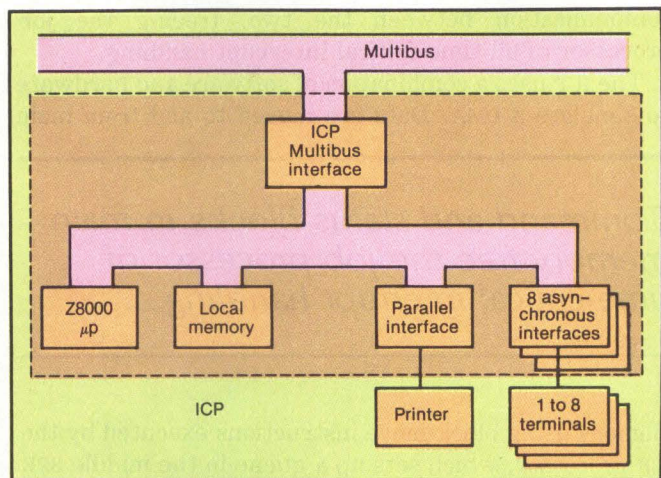 Multibus
ICP
Multibus
interface
Z8000
µp
Local
memory
Parallel
interface
8 asyn-
chronous
interfaces
ICP
Printer
1 to 8
terminals